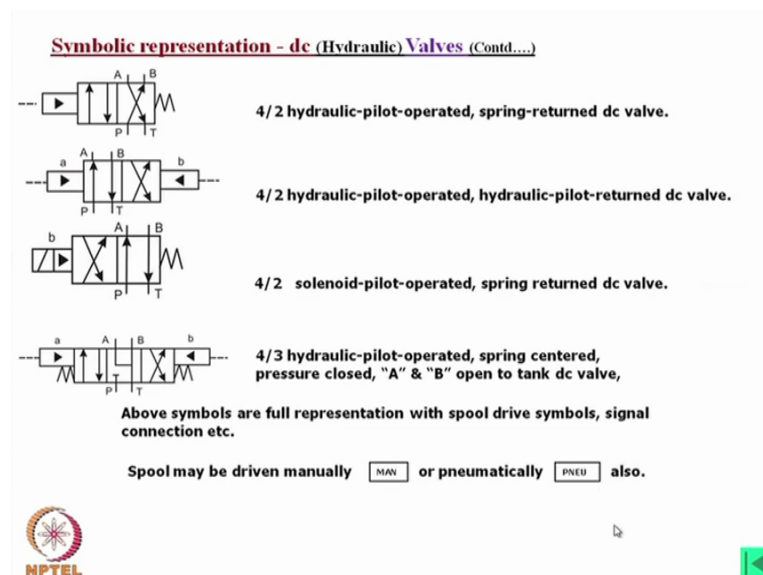 Symbolic representation - dc (Hydraulic) Valves (Contd....)
A B
4/2 hydraulic-pilot-operated, spring-returned dc valve.
P T
a A B b
4/2 hydraulic-pilot-operated, hydraulic-pilot-returned dc valve.
P T
b A B
4/2 solenoid-pilot-operated, spring returned dc valve.
P T
a A B b
4/3 hydraulic-pilot-operated, spring centered,
pressure closed, “A” & “B” open to tank dc valve,
P T
Above symbols are full representation with spool drive symbols, signal
connection etc.
Spool may be driven manually MAN or pneumatically PNEU also.
NPTEL